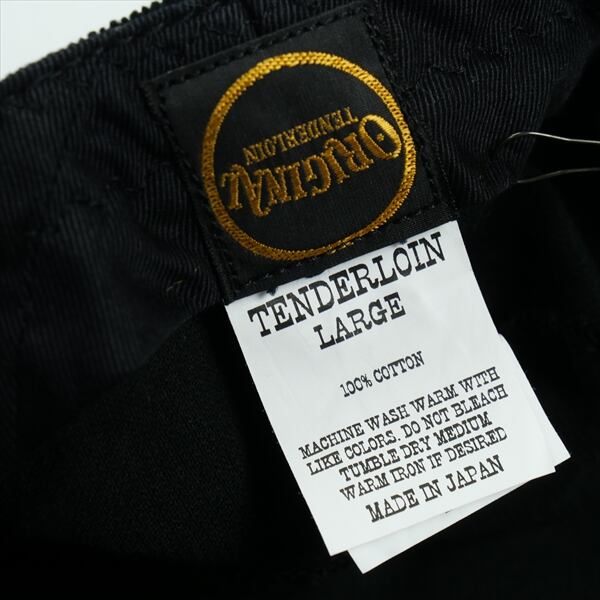 ORIGINAL
TENDERLOIN
TENDERLOIN
LARGE
100% COTTON
MACHINE WASH WARM WITH
LIKE COLORS. DO NOT BLEACH
TUMBLE DRY MEDIUM
WARM IRON IF DESIRED
MADE IN JAPAN